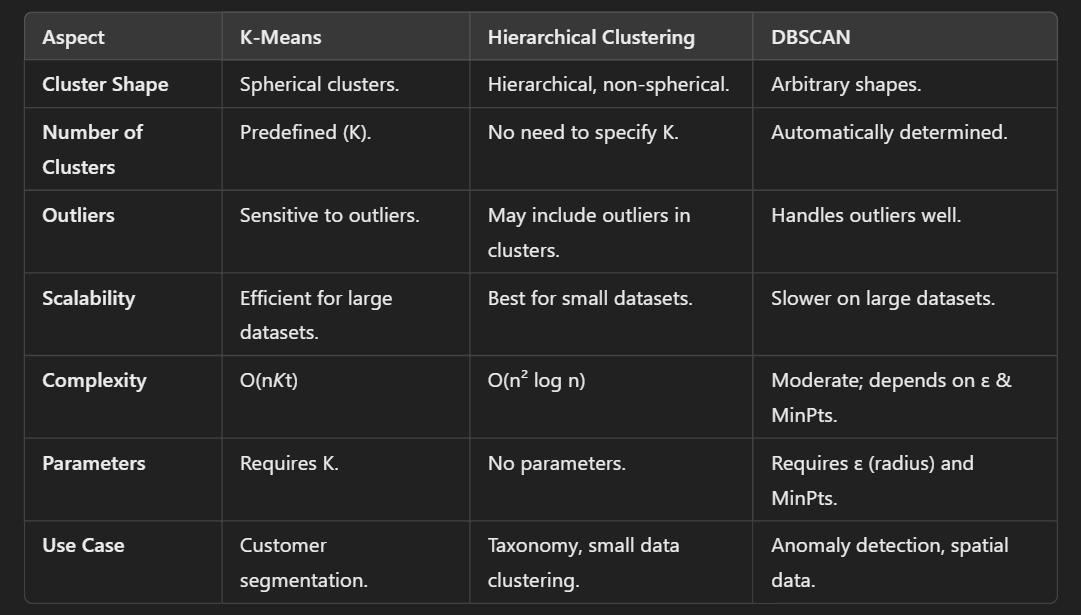 Aspect K-Means Hierarchical Clustering DBSCAN
Cluster Shape Spherical clusters. Hierarchical, non-spherical. Arbitrary shapes.
Number of Predefined (K). No need to specify K. Automatically determined.
Clusters
Outliers Sensitive to outliers. May include outliers in Handles outliers well.
clusters.
Scalability Efficient for large Best for small datasets. Slower on large datasets.
datasets.
Complexity O(nKt) O(n² log n) Moderate; depends on ε &
MinPts.
Parameters Requires K. No parameters. Requires ε (radius) and
MinPts.
Use Case Customer Taxonomy, small data Anomaly detection, spatial
segmentation. clustering. data.